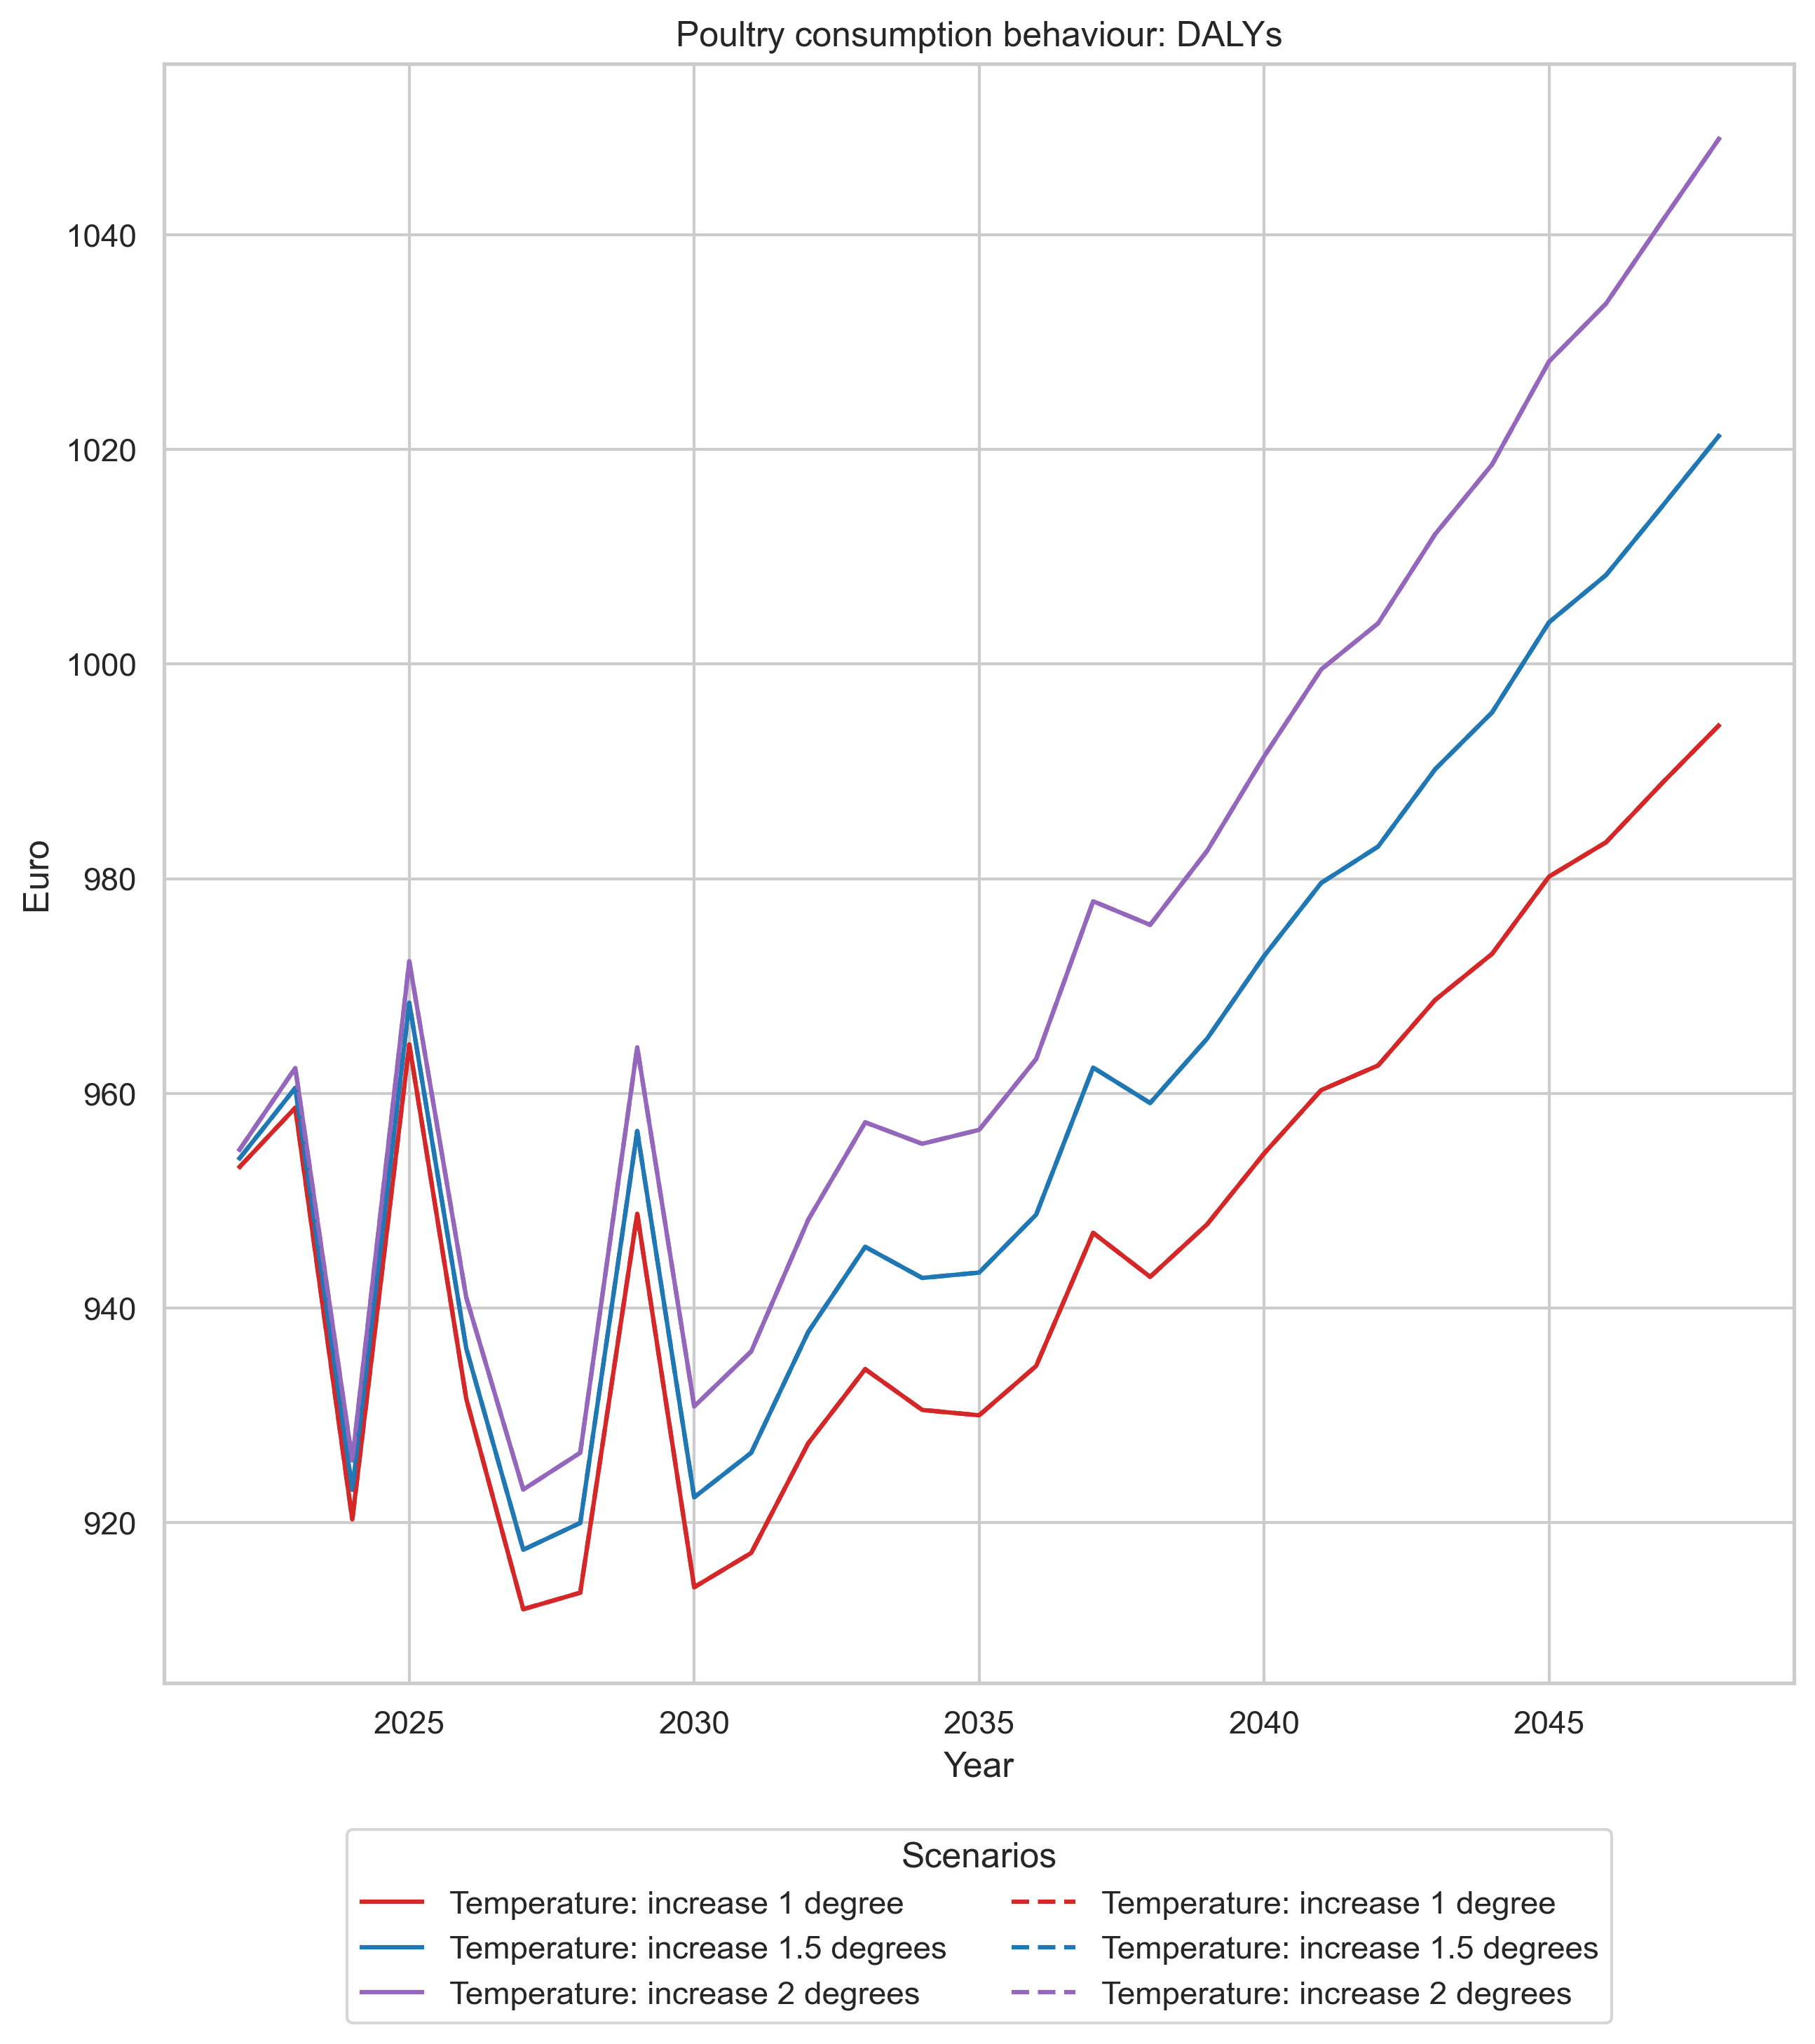 Poultry consumption behaviour: DALYs
1040
1020
1000
980
960
940
920
Euro
2025 2030 2035 2040 2045
Year
Scenarios
Temperature: increase 1 degree
Temperature: increase 1.5 degrees
Temperature: increase 2 degrees
Temperature: increase 1 degree
Temperature: increase 1.5 degrees
Temperature: increase 2 degrees